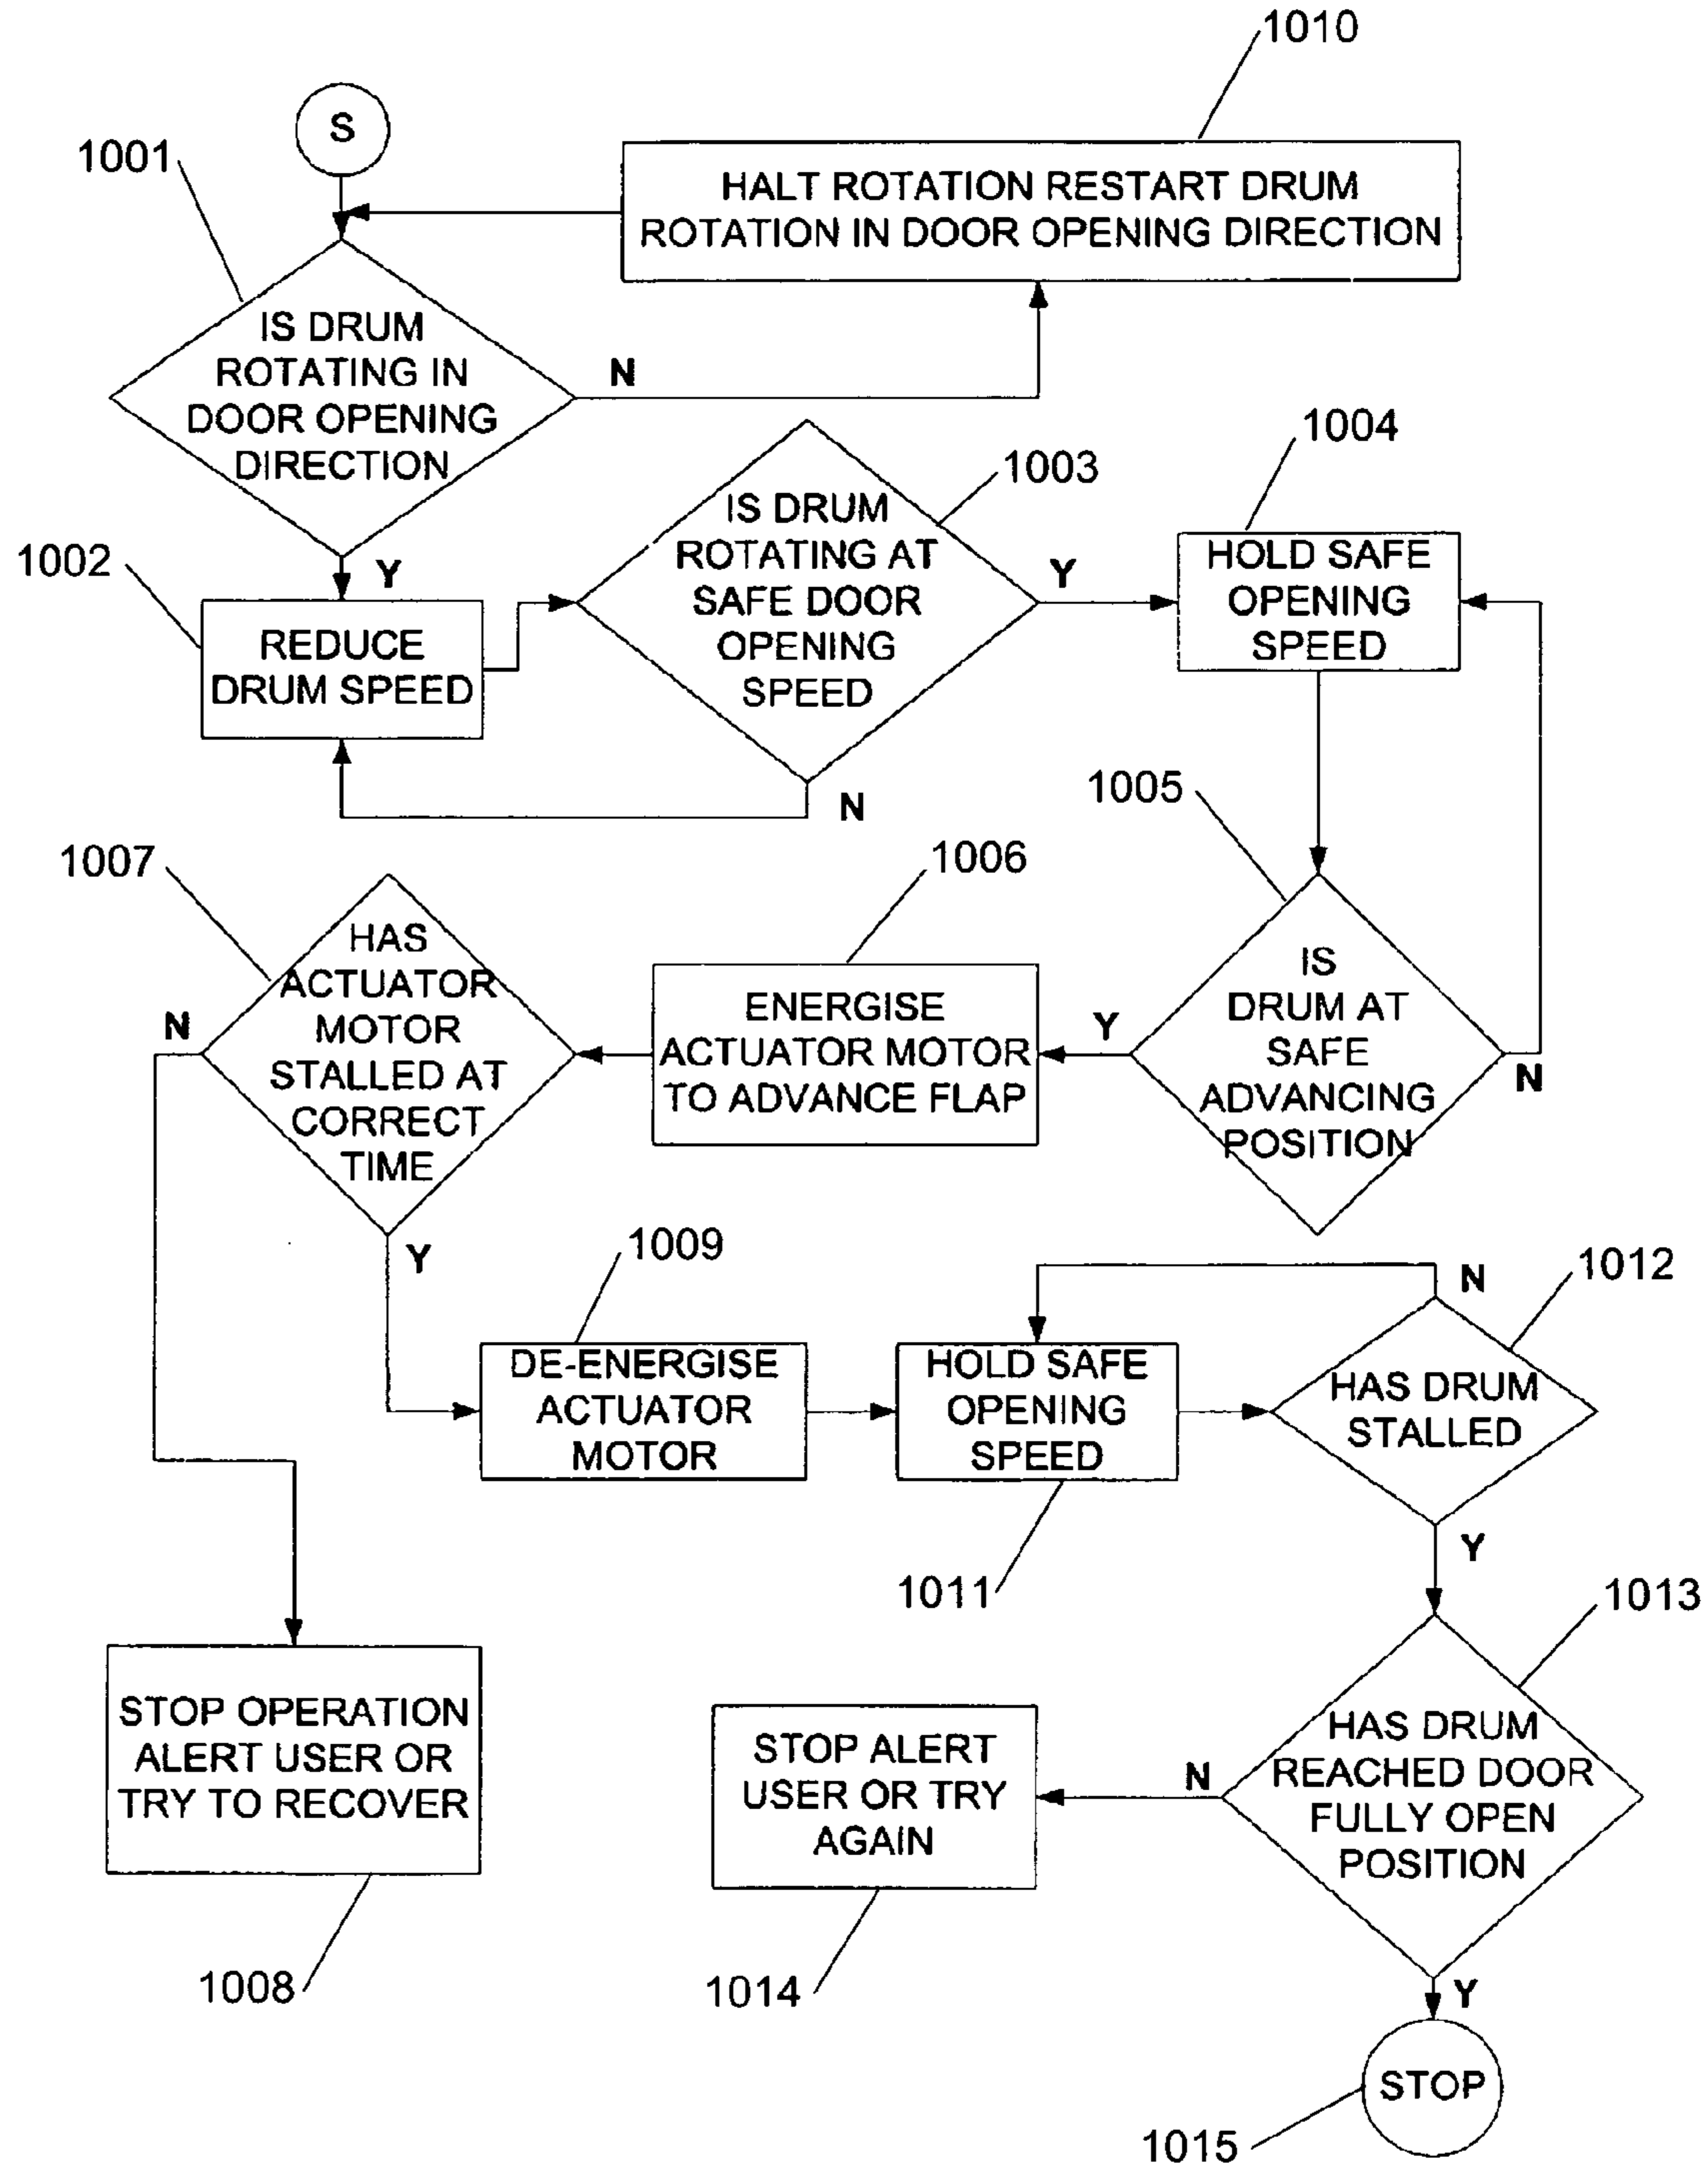 1010
S
1001
HALT ROTATION RESTART DRUM
ROTATION IN DOOR OPENING DIRECTION
IS DRUM
ROTATING IN
DOOR OPENING
DIRECTION
N
Y
1002
REDUCE
DRUM SPEED
1003
IS DRUM
ROTATING AT
SAFE DOOR
OPENING
SPEED
Y
N
1004
HOLD SAFE
OPENING
SPEED
1005
IS
DRUM AT
SAFE
ADVANCING
POSITION
Y
N
1006
ENERGISE
ACTUATOR MOTOR
TO ADVANCE FLAP
1007
HAS
ACTUATOR
MOTOR
STALLED AT
CORRECT
TIME
N
Y
1009
DE-ENERGISE
ACTUATOR
MOTOR
HOLD SAFE
OPENING
SPEED
1011
N
1012
HAS DRUM
STALLED
Y
1013
HAS DRUM
REACHED DOOR
FULLY OPEN
POSITION
N
Y
STOP OPERATION
ALERT USER OR
TRY TO RECOVER
1008
STOP ALERT
USER OR TRY
AGAIN
1014
STOP
1015